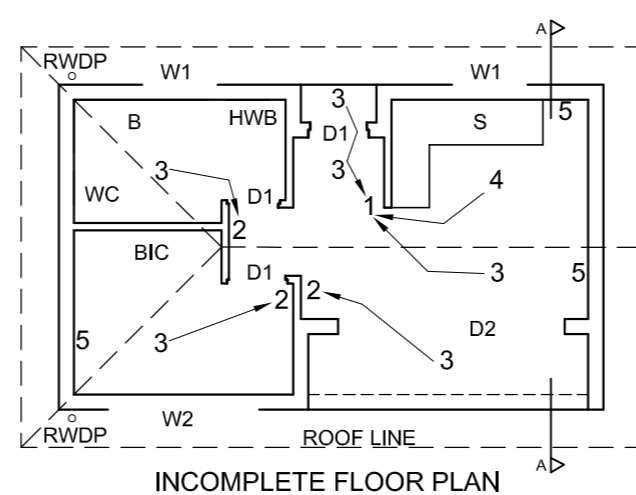 A
RWDP
W1
W1
B
HWB
3
D1
S
5
3
3
4
WC
D1
1
2
BIC
D1
3
5
2
2
5
3
3
D2
W2
RWDP
ROOF LINE
A
INCOMPLETE FLOOR PLAN